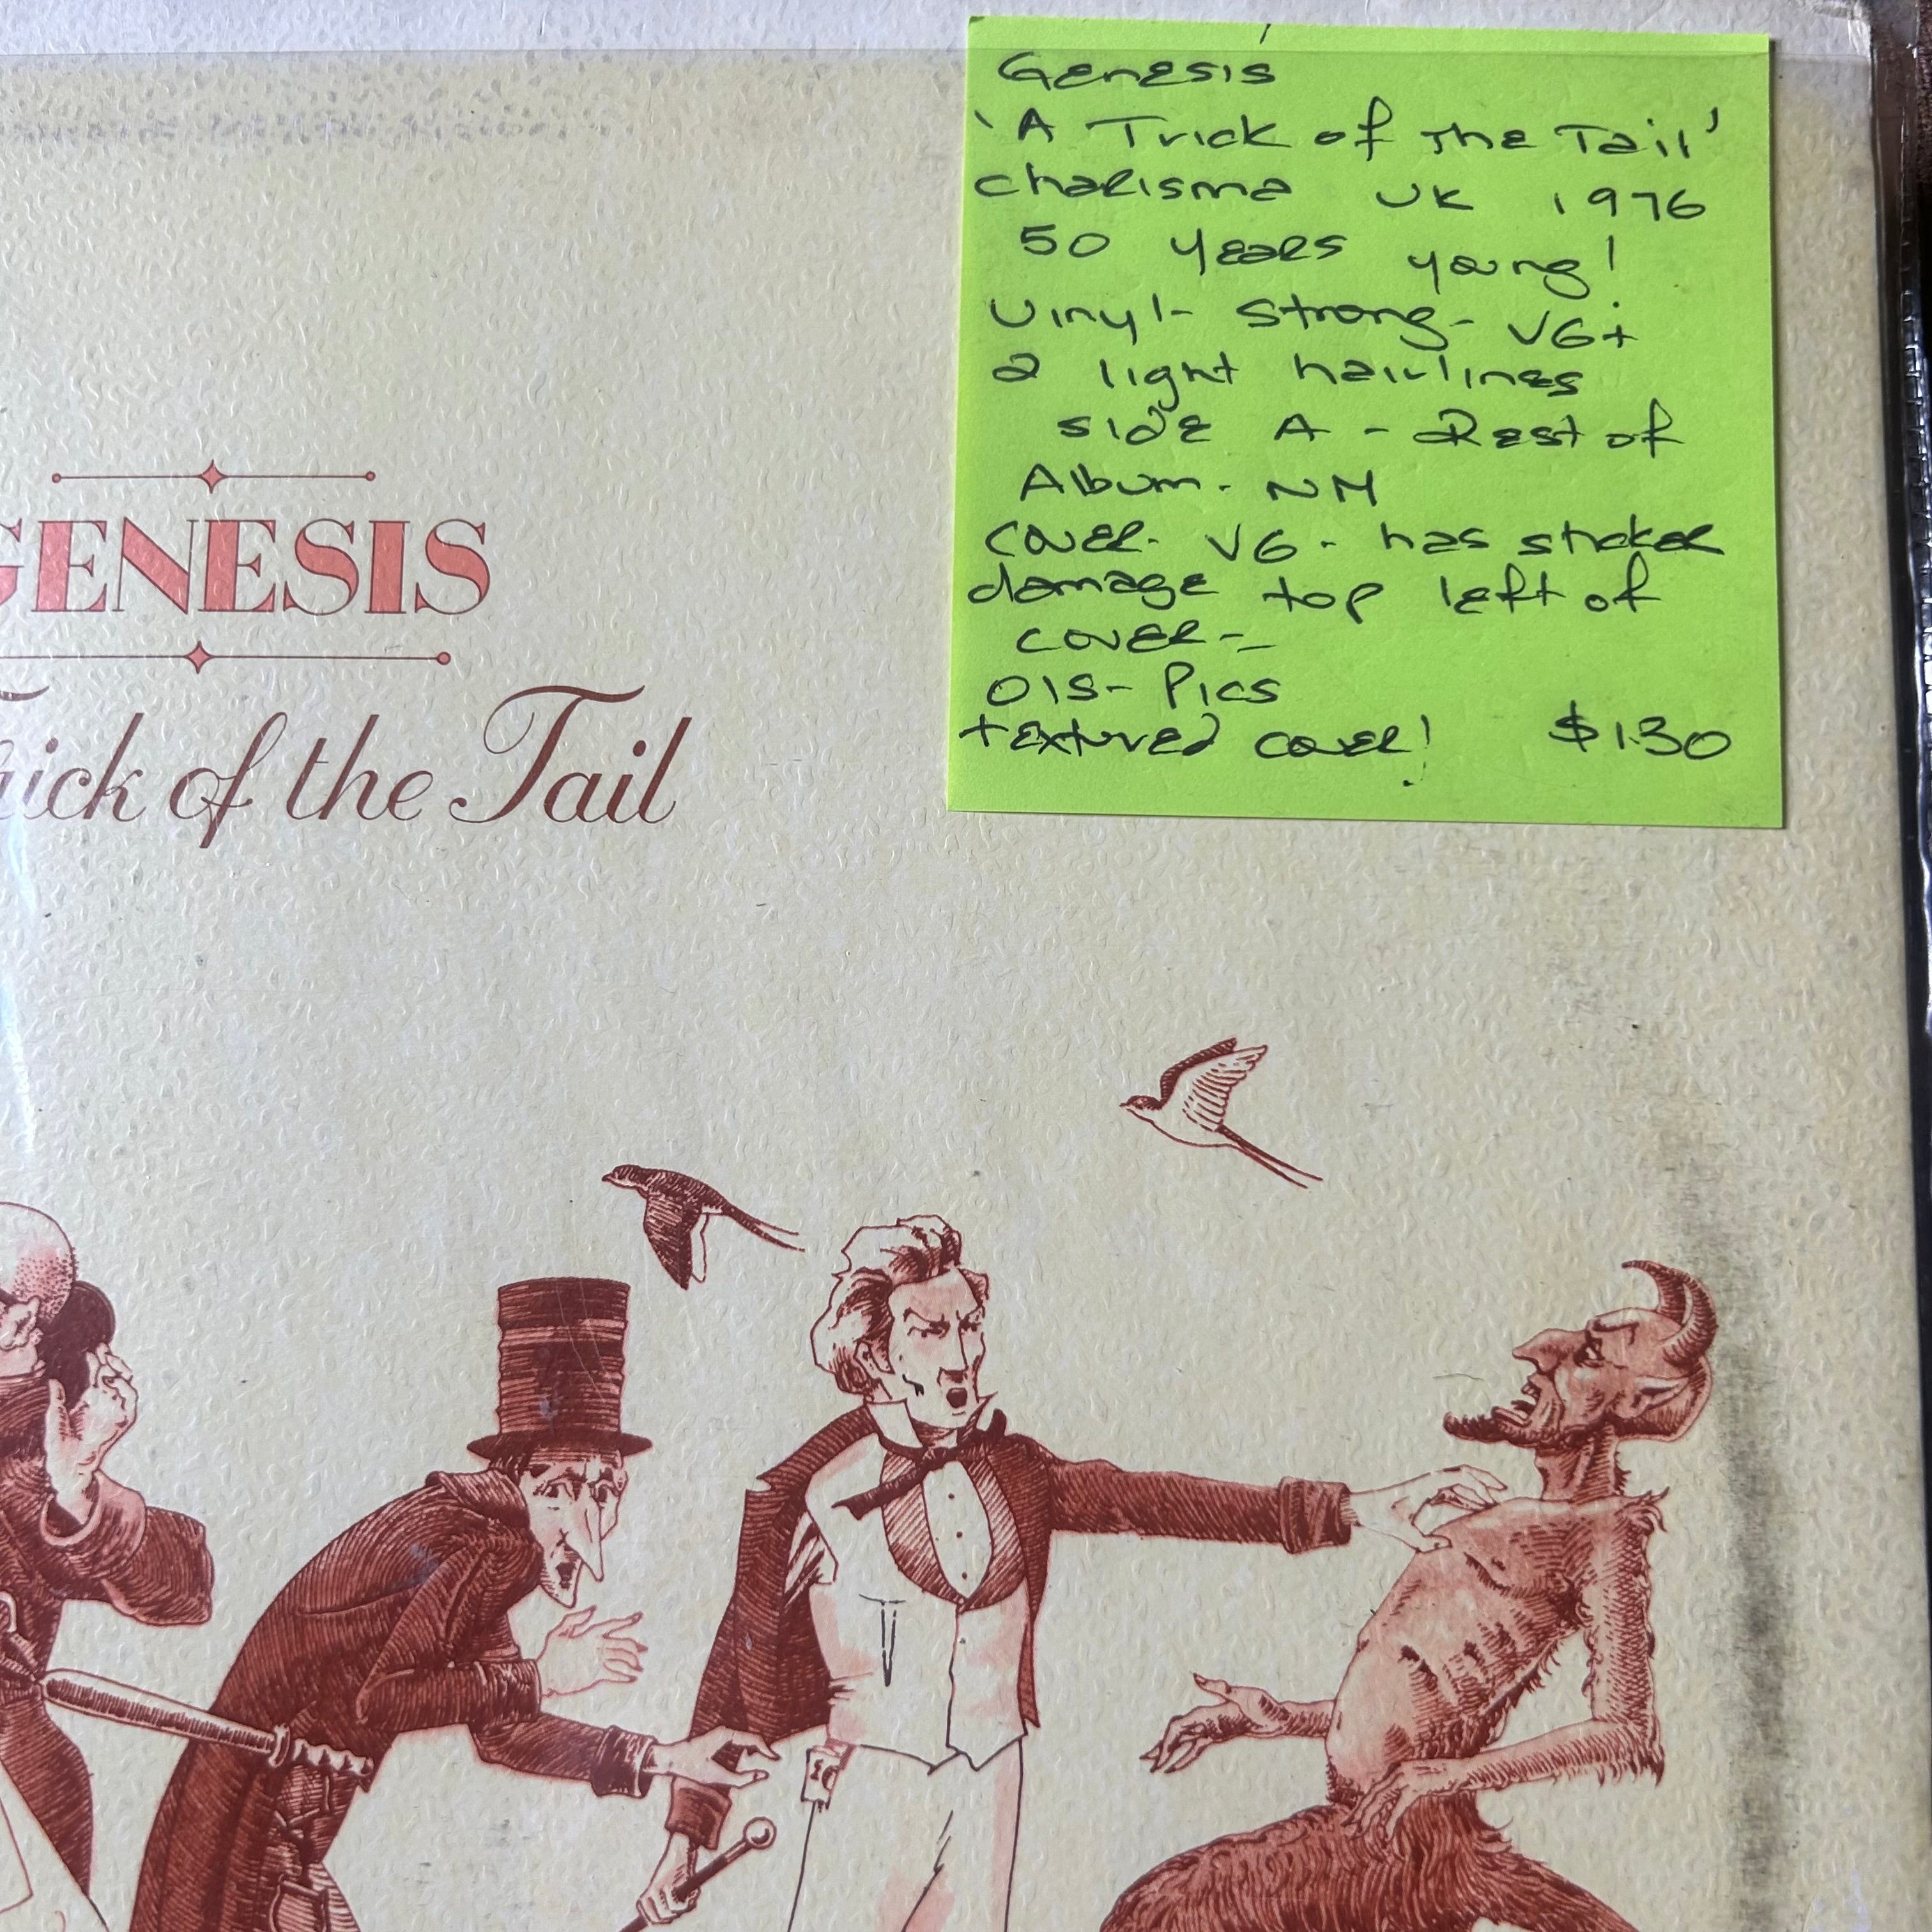 Genesis
'A Trick of The Tail'
Charisma UK 1976
50 years young!
Vinyl- Strong- VG+
2 light hairlines
side A - Rest of
Album- NM
cover- VG- has sticker
damage top left of
cover--
OIS- Pics
textured cover! $130
GENESIS
Trick of the Tail